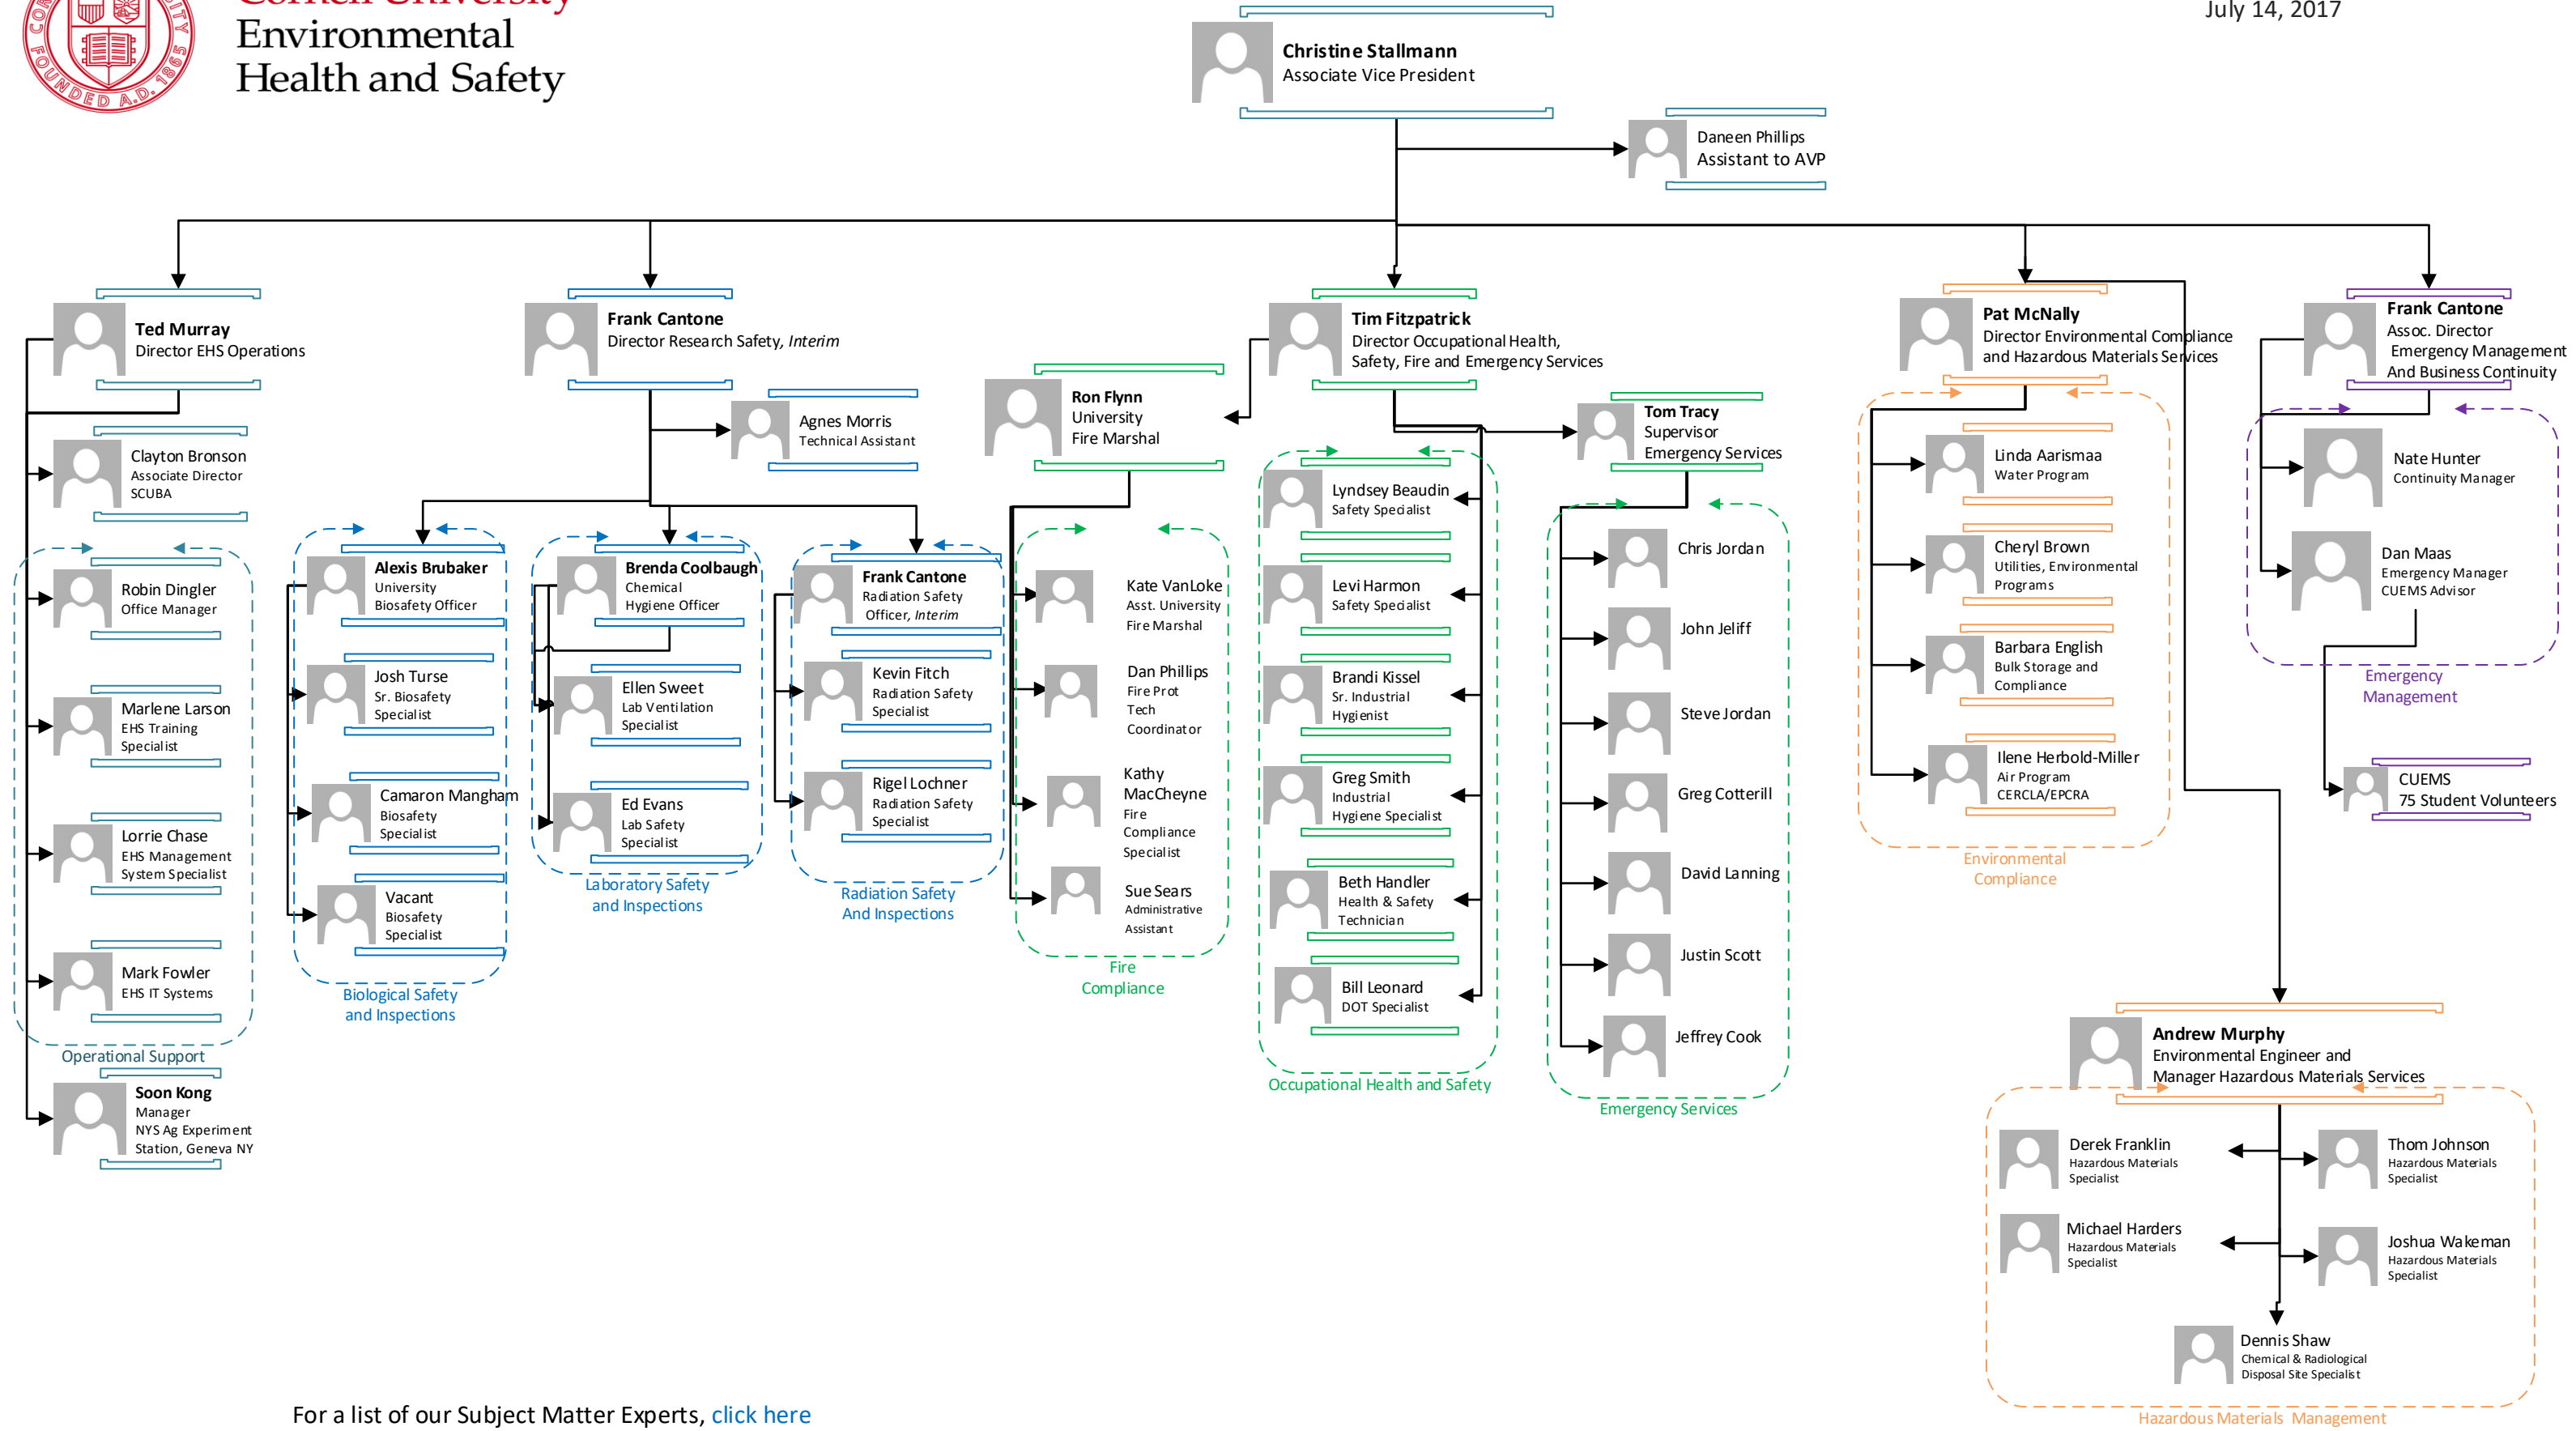 Cornell University
Environmental
Health and Safety
FOUNDED A.D. 1865
July 14, 2017
Christine Stallmann
Associate Vice President
Daneen Phillips
Assistant to AVP
Ted Murray
Director EHS Operations
Clayton Bronson
Associate Director
SCUBA
Robin Dingler
Office Manager
Marlene Larson
EHS Training
Specialist
Lorrie Chase
EHS Management
System Specialist
Mark Fowler
EHS IT Systems
Operational Support
Soon Kong
Manager
NYS Ag Experiment
Station, Geneva NY
Frank Cantone
Director Research Safety, Interim
Agnes Morris
Technical Assistant
Alexis Brubaker
University
Biosafety Officer
Josh Turse
Sr. Biosafety
Specialist
Camaron Mangham
Biosafety
Specialist
Vacant
Biosafety
Specialist
Biological Safety
and Inspections
Brenda Coolbaugh
Chemical
Hygiene Officer
Ellen Sweet
Lab Ventilation
Specialist
Ed Evans
Lab Safety
Specialist
Laboratory Safety
and Inspections
Frank Cantone
Radiation Safety
Officer, Interim
Kevin Fitch
Radiation Safety
Specialist
Rigel Lochner
Radiation Safety
Specialist
Radiation Safety
And Inspections
Tim Fitzpatrick
Director Occupational Health,
Safety, Fire and Emergency Services
Ron Flynn
University
Fire Marshal
Kate VanLoke
Asst. University
Fire Marshal
Dan Phillips
Fire Prot
Tech
Coordinator
Kathy
MacCheyne
Fire
Compliance
Specialist
Sue Sears
Administrative
Assistant
Fire
Compliance
Lyndsey Beaudin
Safety Specialist
Levi Harmon
Safety Specialist
Brandi Kissel
Sr. Industrial
Hygienist
Greg Smith
Industrial
Hygiene Specialist
Beth Handler
Health & Safety
Technician
Bill Leonard
DOT Specialist
Occupational Health and Safety
Tom Tracy
Supervisor
Emergency Services
Chris Jordan
John Jeliff
Steve Jordan
Greg Cotterill
David Lanning
Justin Scott
Jeffrey Cook
Emergency Services
Pat McNally
Director Environmental Compliance
and Hazardous Materials Services
Linda Aarismaa
Water Program
Cheryl Brown
Utilities, Environmental
Programs
Barbara English
Bulk Storage and
Compliance
Ilene Herbold-Miller
Air Program
CERCLA/EPCRA
Environmental
Compliance
Frank Cantone
Assoc. Director
Emergency Management
And Business Continuity
Nate Hunter
Continuity Manager
Dan Maas
Emergency Manager
CUEMS Advisor
Emergency
Management
CUEMS
75 Student Volunteers
Andrew Murphy
Environmental Engineer and
Manager Hazardous Materials Services
Derek Franklin
Hazardous Materials
Specialist
Thom Johnson
Hazardous Materials
Specialist
Michael Harders
Hazardous Materials
Specialist
Joshua Wakeman
Hazardous Materials
Specialist
Dennis Shaw
Chemical & Radiological
Disposal Site Specialist
Hazardous Materials Management
For a list of our Subject Matter Experts, click here